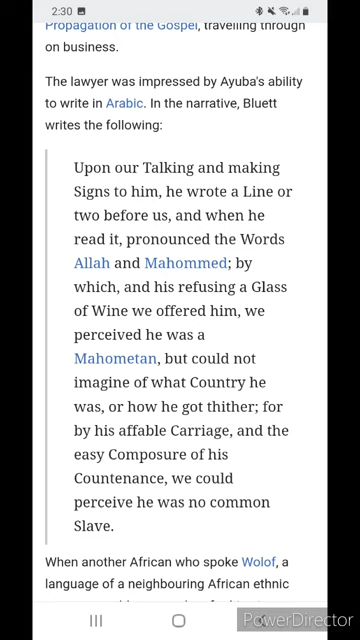 2:30
Propagation of the Gospel, travelling through
on business.
The lawyer was impressed by Ayuba's ability
to write in Arabic. In the narrative, Bluett
writes the following:
Upon our Talking and making
Signs to him, he wrote a Line or
two before us, and when he
read it, pronounced the Words
Allah and Mahommed; by
which, and his refusing a Glass
of Wine we offered him, we
perceived he was a
Mahometan, but could not
imagine of what Country he
was, or how he got thither; for
by his affable Carriage, and the
easy Composure of his
Countenance, we could
perceive he was no common
Slave.
When another African who spoke Wolof, a
language of a neighbouring African ethnic
PowerDirector